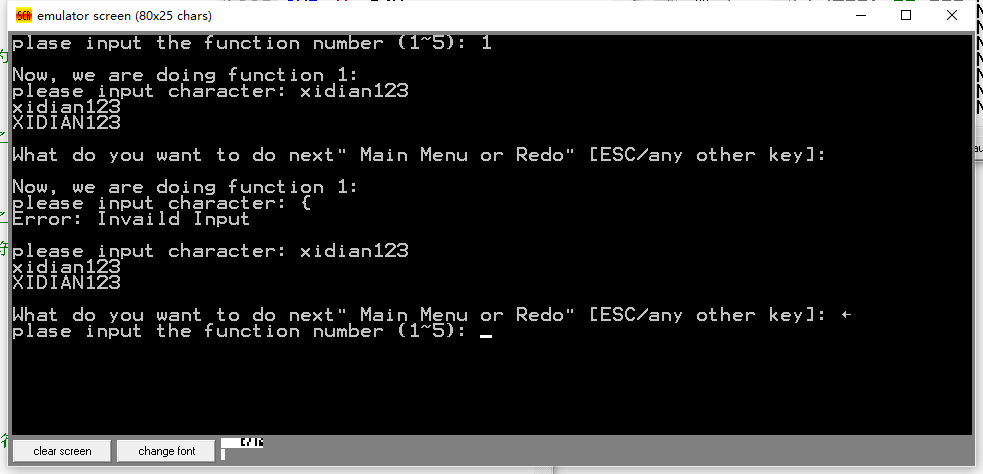 emulator screen (80x25 chars)
plase input the function number (1~5): 1
Now, we are doing function 1:
please input character: xidian123
xidian123
XIDIAN123
What do you want to do next" Main Menu or Redo" [ESC/any other key]:
Now, we are doing function 1:
please input character: {
Error: Invaild Input
please input character: xidian123
xidian123
XIDIAN123
What do you want to do next" Main Menu or Redo" [ESC/any other key]: ←
plase input the function number (1~5):
clear screen
change font